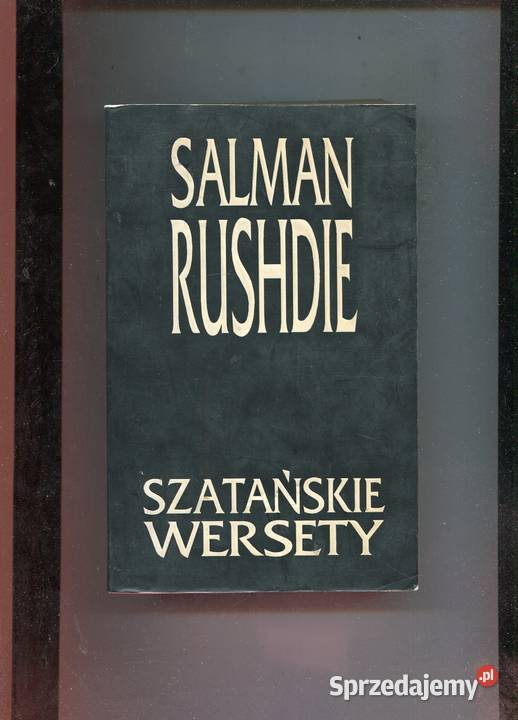 SALMAN
RUSHDIE
SZATAŃSKIE
WERSETY
Sprzedajemy.pl